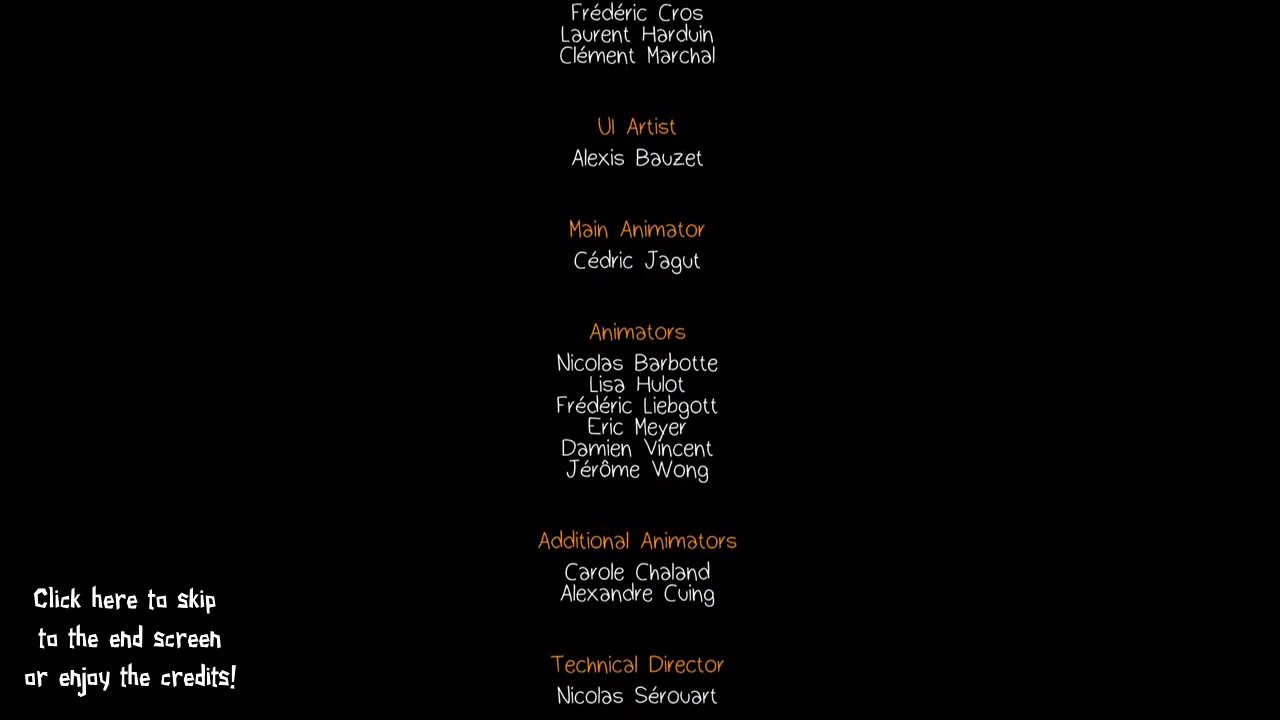 Frédéric Cros
Laurent Harduin
Clément Marchal
UI Artist
Alexis Bauzet
Main Animator
Cédric Jagut
Animators
Nicolas Barbotte
Lisa Hulot
Frédéric Liebgott
Eric Meyer
Damien Vincent
Jérôme Wong
Additional Animators
Carole Chaland
Alexandre Cuing
Technical Director
Nicolas Sérouart
Click here to skip
to the end screen
or enjoy the credits!